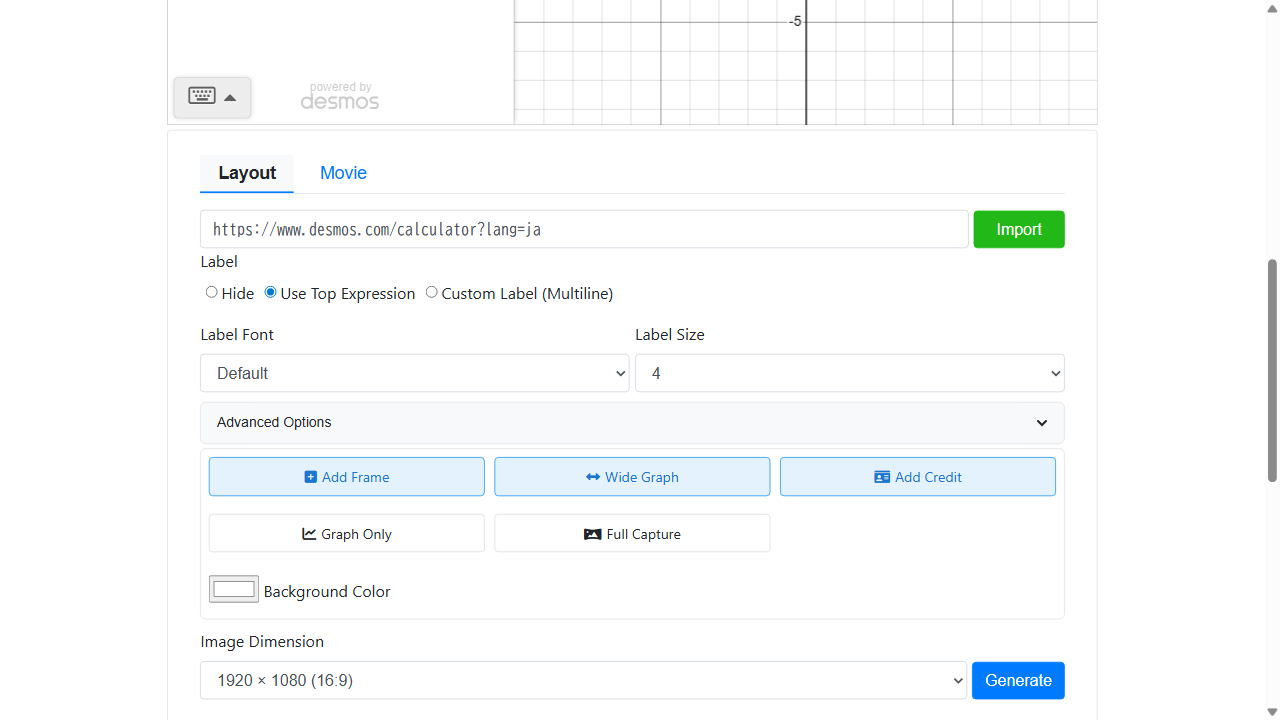 -5
powered by
desmos
Layout Movie
https://www.desmos.com/calculator?lang=ja Import
Label
Hide Use Top Expression Custom Label (Multiline)
Label Font Label Size
Default 4
Advanced Options
Add Frame Wide Graph Add Credit
Graph Only Full Capture
Background Color
Image Dimension
1920 × 1080 (16:9) Generate